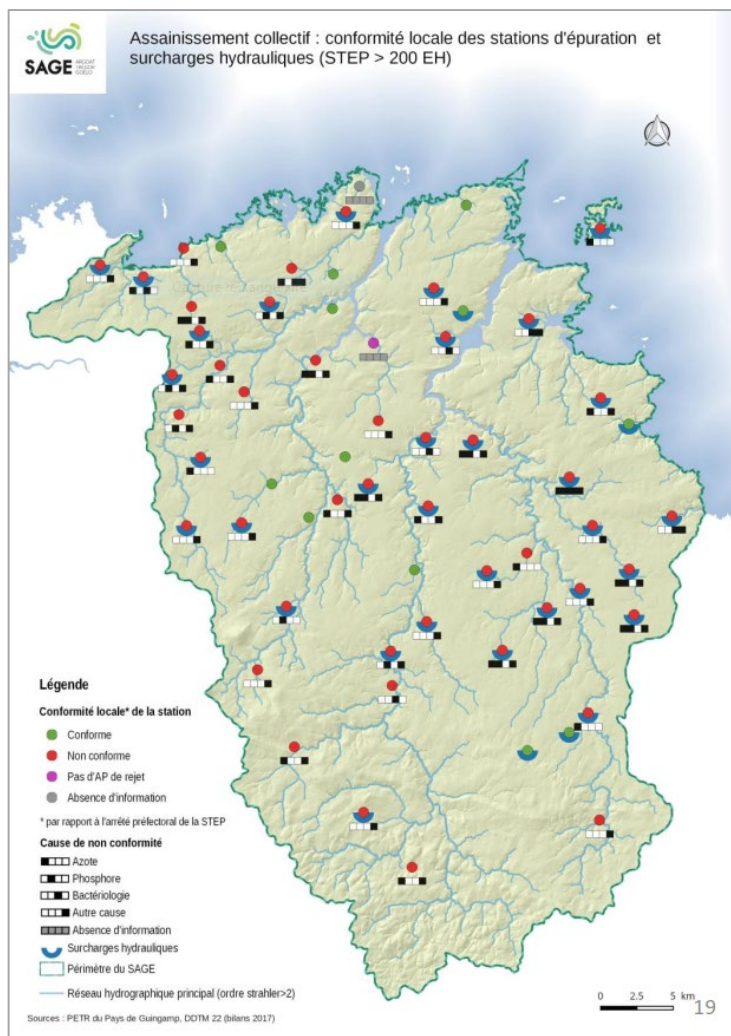 Assainissement collectif : conformité locale des stations d'épuration et
surcharges hydrauliques (STEP > 200 EH)
SAGE
ARGOAT
TRÉGOR
GOËLO
Légende
Conformité locale* de la station
Conforme
Non conforme
Pas d'AP de rejet
Absence d'information
* par rapport à l'arrêté préfectoral de la STEP
Cause de non conformité
Azote
Phosphore
Bactériologie
Autre cause
Absence d'information
Surcharges hydrauliques
Périmètre du SAGE
Réseau hydrographique principal (ordre strahler>2)
Sources : PETR du Pays de Guingamp, DDTM 22 (bilans 2017)
0 2.5 5 km
19